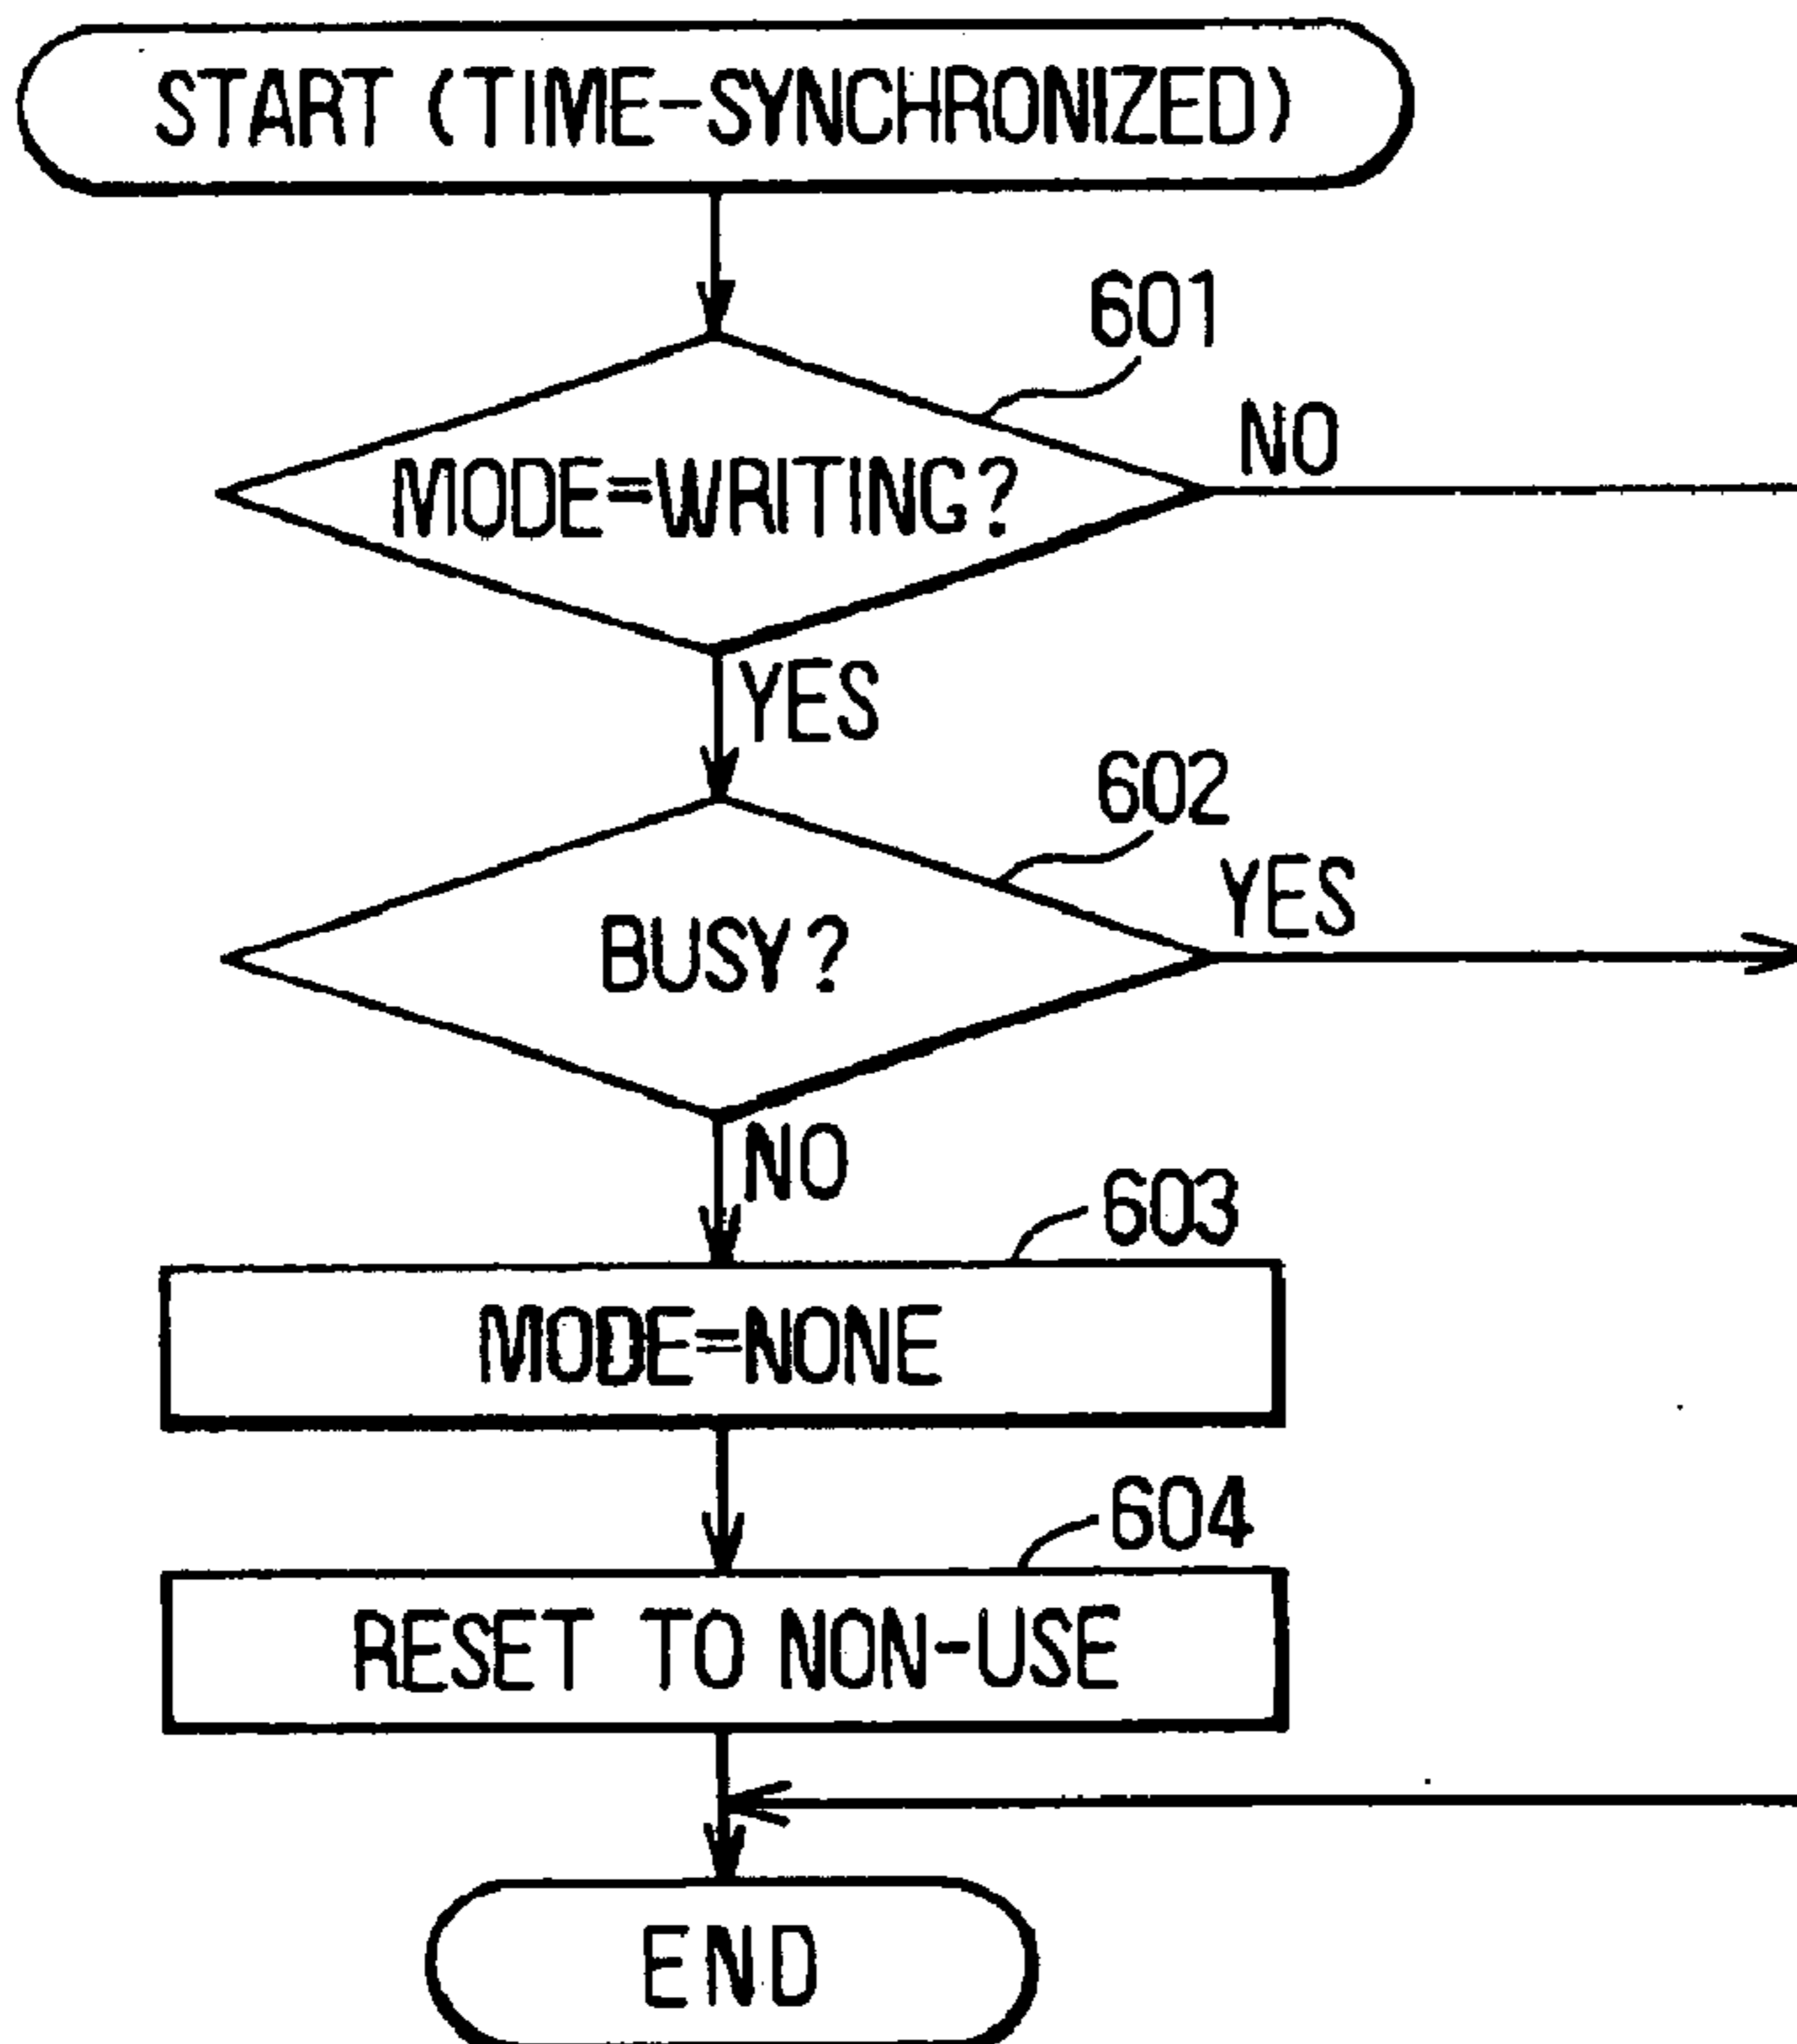 START (TIME-SYNCHRONIZED)
601
MODE=WRITING?
NO
YES
602
BUSY?
YES
NO
603
MODE=NONE
604
RESET TO NON-USE
END